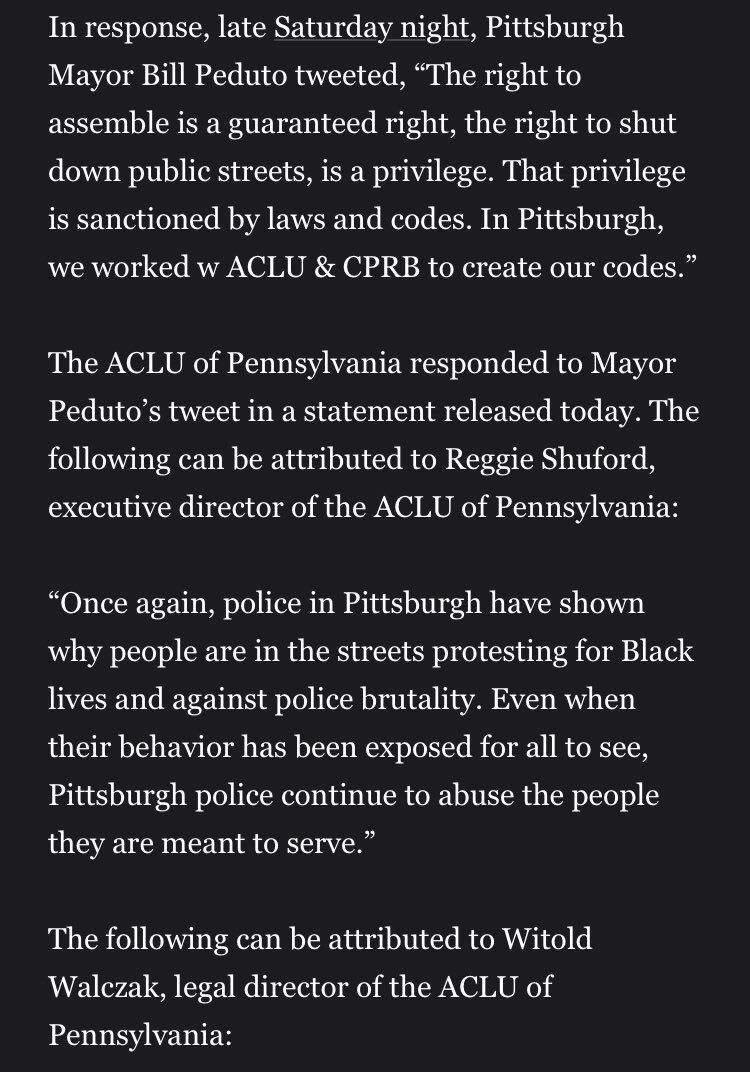 In response, late Saturday night, Pittsburgh
Mayor Bill Peduto tweeted, “The right to
assemble is a guaranteed right, the right to shut
down public streets, is a privilege. That privilege
is sanctioned by laws and codes. In Pittsburgh,
we worked w ACLU & CPRB to create our codes.”
The ACLU of Pennsylvania responded to Mayor
Peduto’s tweet in a statement released today. The
following can be attributed to Reggie Shuford,
executive director of the ACLU of Pennsylvania:
“Once again, police in Pittsburgh have shown
why people are in the streets protesting for Black
lives and against police brutality. Even when
their behavior has been exposed for all to see,
Pittsburgh police continue to abuse the people
they are meant to serve.”
The following can be attributed to Witold
Walczak, legal director of the ACLU of
Pennsylvania: